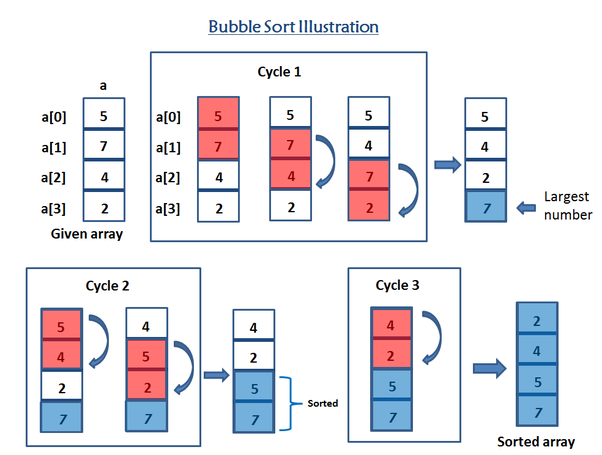 Bubble Sort Illustration
Cycle 1
a
a[0] 5 a[0] 5 5 5 5
a[1] 7 a[1] 7 7 4 4
a[2] 4 a[2] 4 4 7 2
a[3] 2 a[3] 2 2 2 7
Largest
number
Given array
Cycle 2 Cycle 3
5 4 4 4 2
4 5 2 2 4
2 2 5 5 5
7 7 7 7 7
Sorted
Sorted array